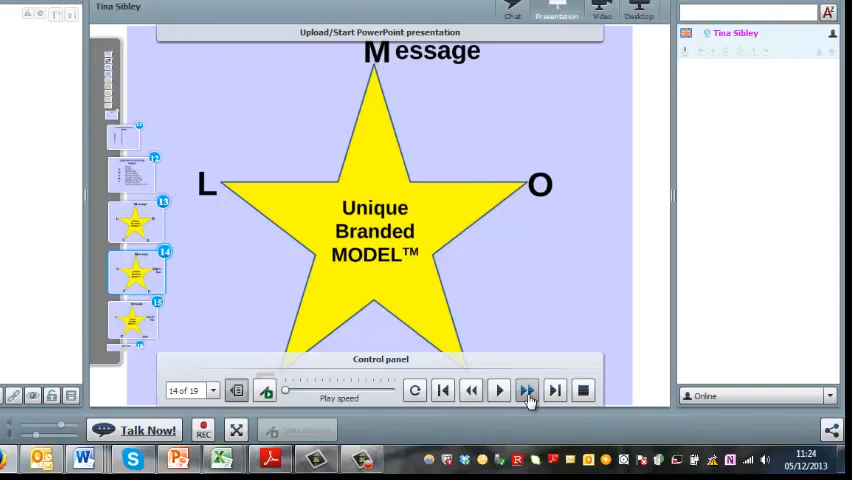 Tina Sibley
Chat
Presentation
Video
Desktop
Upload/Start PowerPoint presentation
Tina Sibley
Message
L
O
Unique
Branded
MODEL™
12
13
14
15
Control panel
14 of 19
Play speed
Online
Talk Now!
REC
11:24
05/12/2013